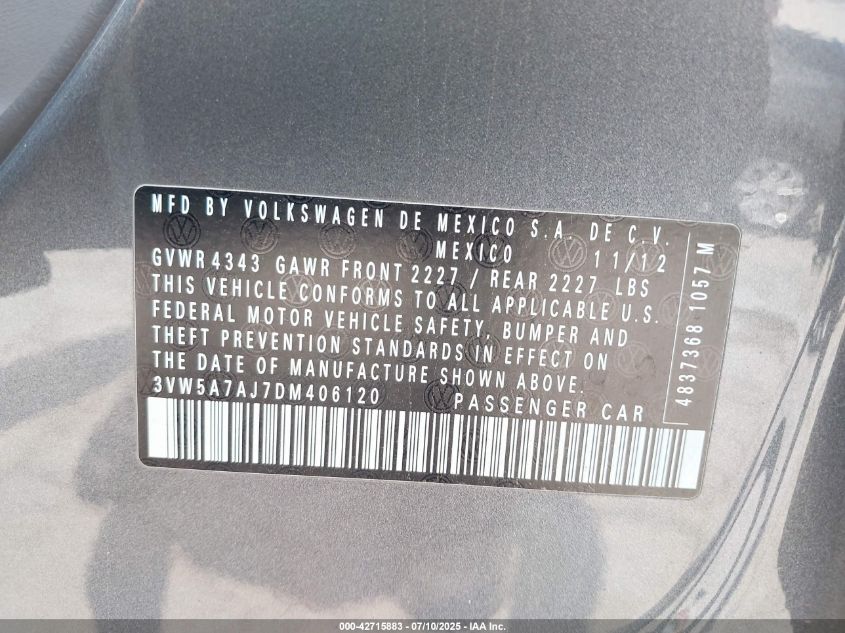 MFD BY VOLKSWAGEN DE MEXICO S.A. DE C.V.
MEXICO 11/12
GVWR 4343 GAWR FRONT 2227 / REAR 2227 LBS
THIS VEHICLE CONFORMS TO ALL APPLICABLE U.S.
FEDERAL MOTOR VEHICLE SAFETY, BUMPER AND
THEFT PREVENTION STANDARDS IN EFFECT ON
THE DATE OF MANUFACTURE SHOWN ABOVE.
3VW5A7AJ7DM406120 PASSENGER CAR
4837368 1057 M
000-42715883 - 07/10/2025 - IAA Inc.